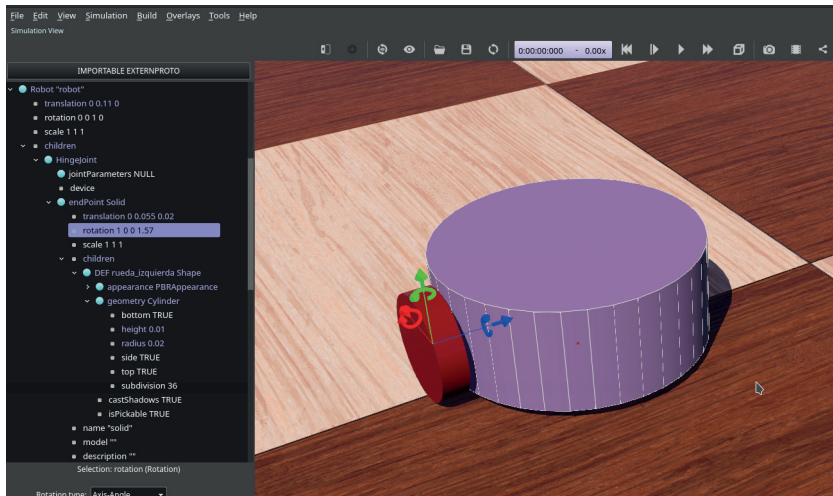 File Edit View Simulation Build Overlays Tools Help
Simulation View
0:00:00:000 - 0.00x
IMPORTABLE EXTERNPROTO
Robot "robot"
translation 0 0.11 0
rotation 0 0 1 0
scale 1 1 1
children
HingeJoint
jointParameters NULL
device
endPoint Solid
translation 0 0.055 0.02
rotation 1 0 0 1.57
scale 1 1 1
children
DEF rueda_izquierda Shape
appearance PBRAppearance
geometry Cylinder
bottom TRUE
height 0.01
radius 0.02
side TRUE
top TRUE
subdivision 36
castShadows TRUE
isPickable TRUE
name "solid"
model ""
description ""
Selection: rotation (Rotation)
Rotation type: Axis-Angle